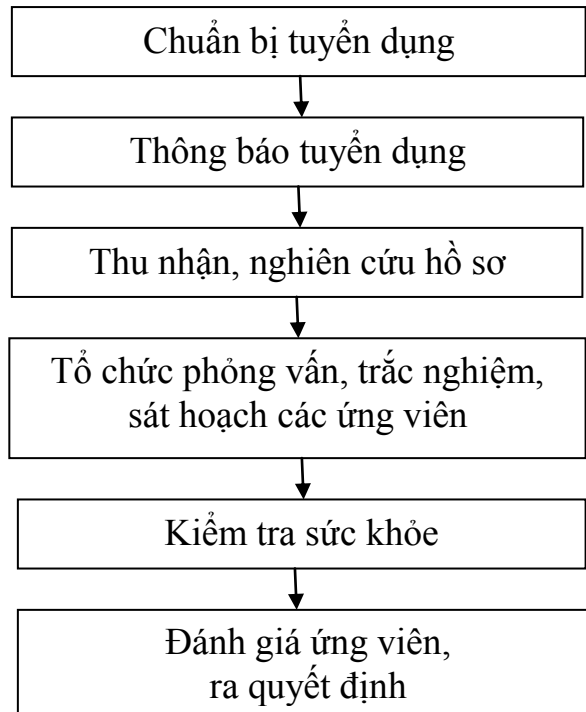 Chuẩn bị tuyển dụng
Thông báo tuyển dụng
Thu nhận, nghiên cứu hồ sơ
Tổ chức phỏng vấn, trắc nghiệm,
sát hoạch các ứng viên
Kiểm tra sức khỏe
Đánh giá ứng viên,
ra quyết định